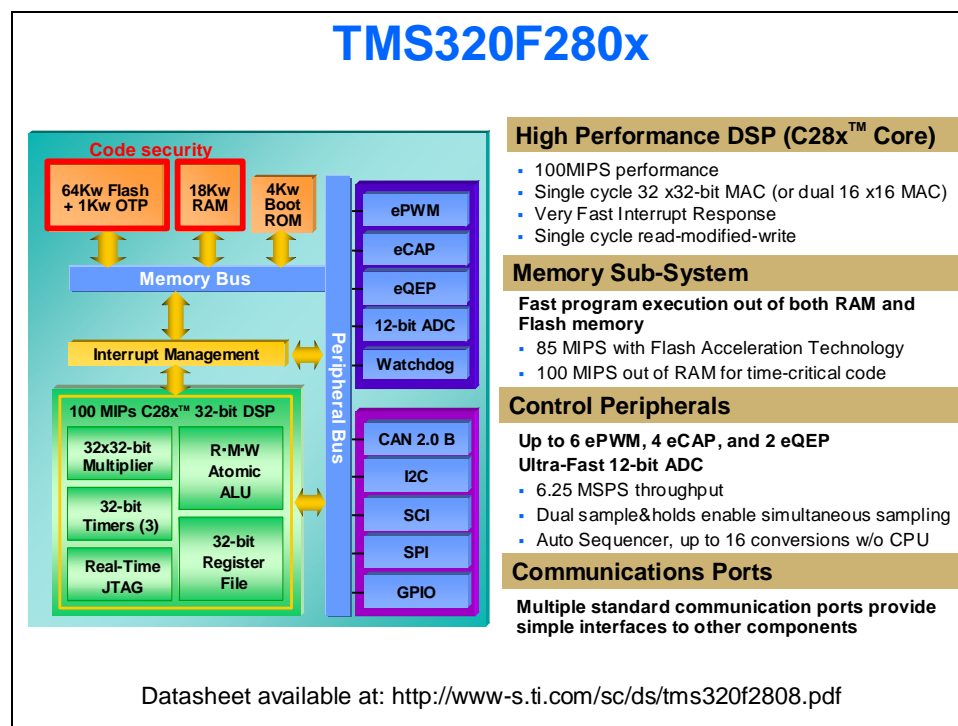 TMS320F280x
Code security
64Kw Flash
+ 1Kw OTP
18Kw
RAM
4Kw
Boot
ROM
Memory Bus
Interrupt Management
100 MIPs C28x™ 32-bit DSP
32x32-bit
Multiplier
R·M·W
Atomic
ALU
32-bit
Timers (3)
32-bit
Register
File
Real-Time
JTAG
Peripheral Bus
ePWM
eCAP
eQEP
12-bit ADC
Watchdog
CAN 2.0 B
I2C
SCI
SPI
GPIO
High Performance DSP (C28x™ Core)
▪ 100MIPS performance
▪ Single cycle 32 x32-bit MAC (or dual 16 x16 MAC)
▪ Very Fast Interrupt Response
▪ Single cycle read-modified-write
Memory Sub-System
Fast program execution out of both RAM and
Flash memory
▪ 85 MIPS with Flash Acceleration Technology
▪ 100 MIPS out of RAM for time-critical code
Control Peripherals
Up to 6 ePWM, 4 eCAP, and 2 eQEP
Ultra-Fast 12-bit ADC
▪ 6.25 MSPS throughput
▪ Dual sample&holds enable simultaneous sampling
▪ Auto Sequencer, up to 16 conversions w/o CPU
Communications Ports
Multiple standard communication ports provide
simple interfaces to other components
Datasheet available at: http://www-s.ti.com/sc/ds/tms320f2808.pdf